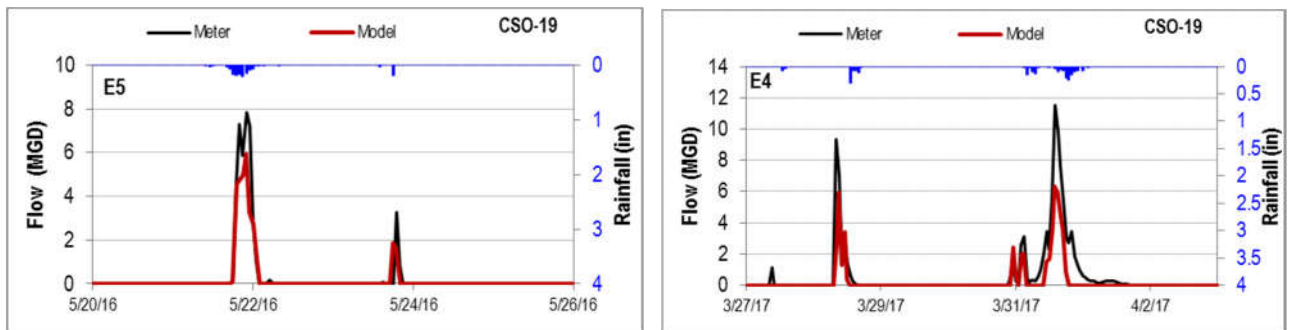 Meter Model CSO-19
10 0
E5
8 1
6 2
4
2 3
0 4
Flow (MGD)
Rainfall (in)
5/20/16 5/22/16 5/24/16 5/26/16
Meter Model CSO-19
14 0
E4
12 0.5
10 1
8 1.5
6 2
4 2.5
2 3
0 3.5
4
Flow (MGD)
Rainfall (in)
3/27/17 3/29/17 3/31/17 4/2/17